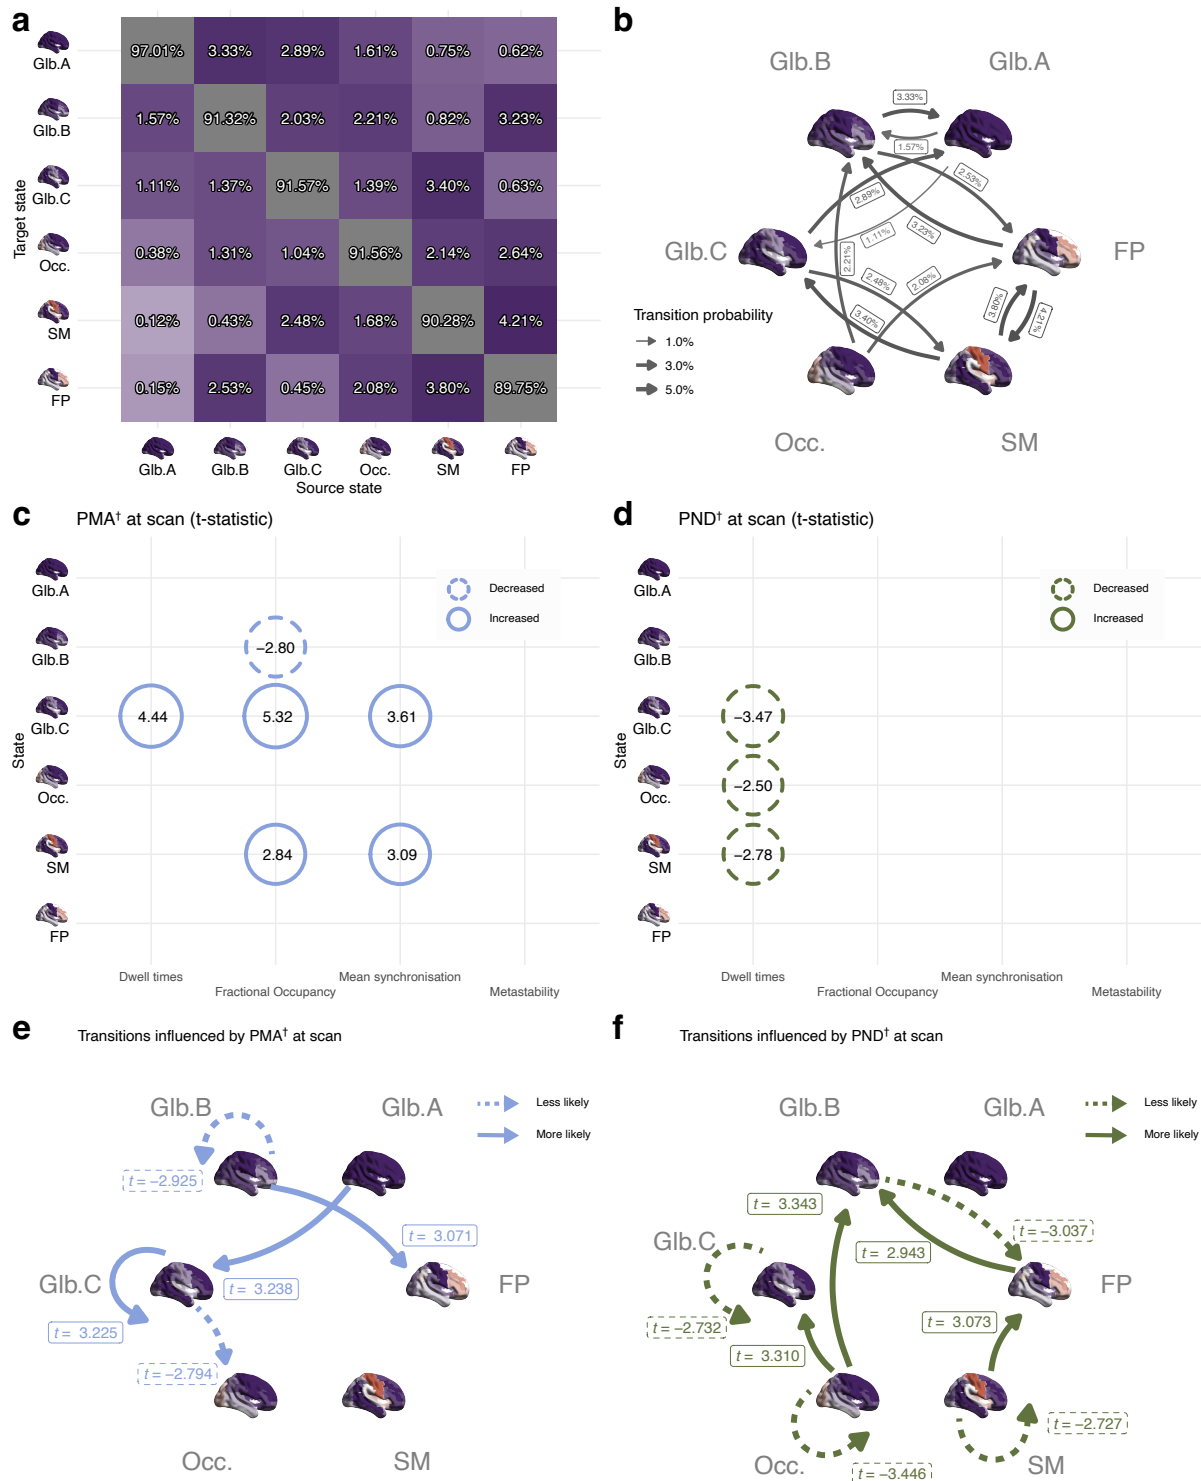 a
Target state
Glb.A
97.01% 3.33% 2.89% 1.61% 0.75% 0.62%
Glb.B
1.57% 91.32% 2.03% 2.21% 0.82% 3.23%
Glb.C
1.11% 1.37% 91.57% 1.39% 3.40% 0.63%
Occ.
0.38% 1.31% 1.04% 91.56% 2.14% 2.64%
SM
0.12% 0.43% 2.48% 1.68% 90.28% 4.21%
FP
0.15% 2.53% 0.45% 2.08% 3.80% 89.75%
Glb.A Glb.B Glb.C Occ. SM FP
Source state
b
Glb.B Glb.A
3.33%
1.57%
2.53%
2.89%
3.23%
1.11%
Glb.C FP
2.21%
2.48%
2.08%
3.80%
4.21%
3.40%
Transition probability
1.0%
3.0%
5.0%
Occ. SM
c
PMA† at scan (t-statistic)
State
Glb.A
Glb.B
Glb.C
Occ.
SM
FP
Decreased
Increased
−2.80
4.44 5.32 3.61
2.84 3.09
Dwell times
Fractional Occupancy
Mean synchronisation
Metastability
d
PND† at scan (t-statistic)
State
Glb.A
Glb.B
Glb.C
Occ.
SM
FP
Decreased
Increased
−3.47
−2.50
−2.78
Dwell times
Fractional Occupancy
Mean synchronisation
Metastability
e
Transitions influenced by PMA† at scan
Less likely
More likely
Glb.B Glb.A
t = −2.925
t = 3.071
Glb.C FP
t = 3.238
t = 3.225
t = −2.794
Occ. SM
f
Transitions influenced by PND† at scan
Less likely
More likely
Glb.B Glb.A
t = 3.343
t = −3.037
Glb.C
t = 2.943
FP
t = −2.732
t = 3.073
t = 3.310
t = −2.727
Occ. SM
t = −3.446